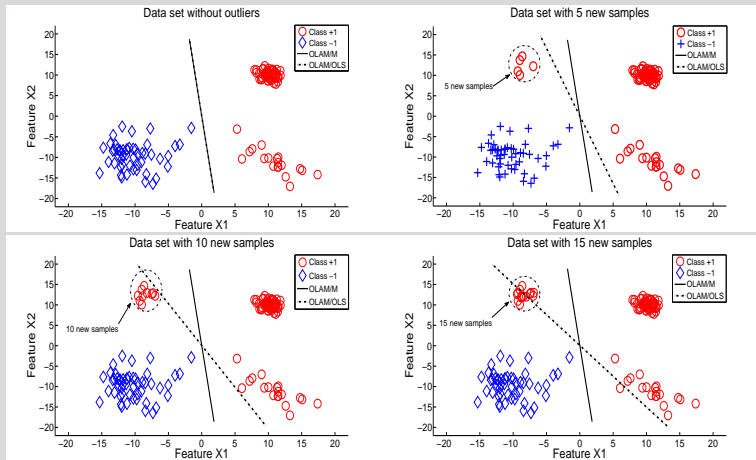 Data set without outliers
Class +1
Class −1
OLAM/M
OLAM/OLS
Feature X2
20
15
10
5
0
−5
−10
−15
−20
−20 −15 −10 −5 0 5 10 15 20
Feature X1
Data set with 5 new samples
Class +1
Class −1
OLAM/M
OLAM/OLS
5 new samples
Feature X2
20
15
10
5
0
−5
−10
−15
−20
−20 −15 −10 −5 0 5 10 15 20
Feature X1
Data set with 10 new samples
Class +1
Class −1
OLAM/M
OLAM/OLS
10 new samples
Feature X2
20
15
10
5
0
−5
−10
−15
−20
−20 −15 −10 −5 0 5 10 15 20
Feature X1
Data set with 15 new samples
Class +1
Class −1
OLAM/M
OLAM/OLS
15 new samples
Feature X2
20
15
10
5
0
−5
−10
−15
−20
−20 −15 −10 −5 0 5 10 15 20
Feature X1